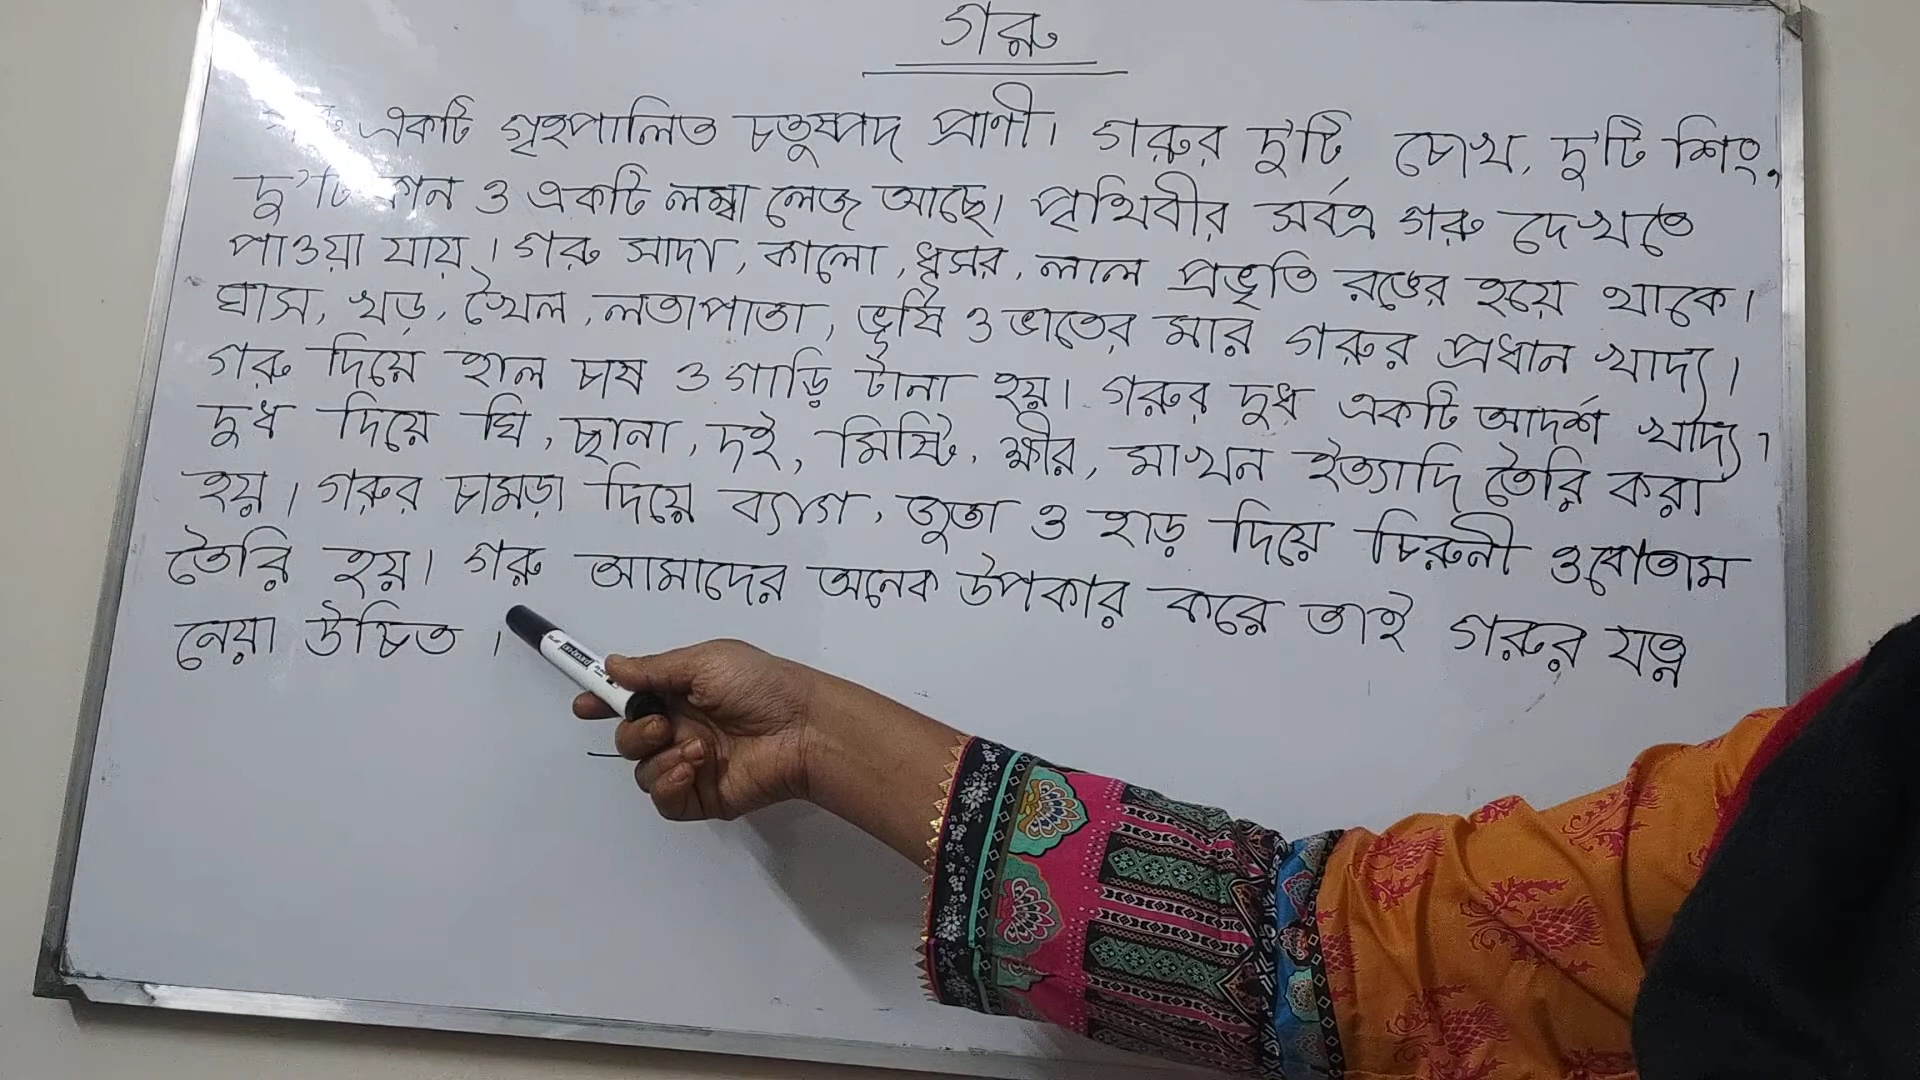 গরু
একটি গৃহপালিত চতুষ্পদ প্রাণী। গরুর দু'টি চোখ, দু'টি শিং,
দু'টি কান ও একটি লম্বা লেজ আছে। পৃথিবীর সর্বত্র গরু দেখতে
পাওয়া যায়। গরু সাদা, কালো, ধূসর, লাল প্রভৃতি রঙের হয়ে থাকে।
ঘাস, খড়, খৈল, লতাপাতা, ভূষি ও ভাতের মার গরুর প্রধান খাদ্য।
গরু দিয়ে হাল চাষ ও গাড়ি টানা হয়। গরুর দুধ একটি আদর্শ খাদ্য।
দুধ দিয়ে ঘি, ছানা, দই, মিষ্টি, ক্ষীর, মাখন ইত্যাদি তৈরি করা
হয়। গরুর চামড়া দিয়ে ব্যাগ, জুতা ও হাড় দিয়ে চিরুনী ও বোতাম
তৈরি হয়। গরু আমাদের অনেক উপকার করে তাই গরুর যত্ন
নেয়া উচিত।